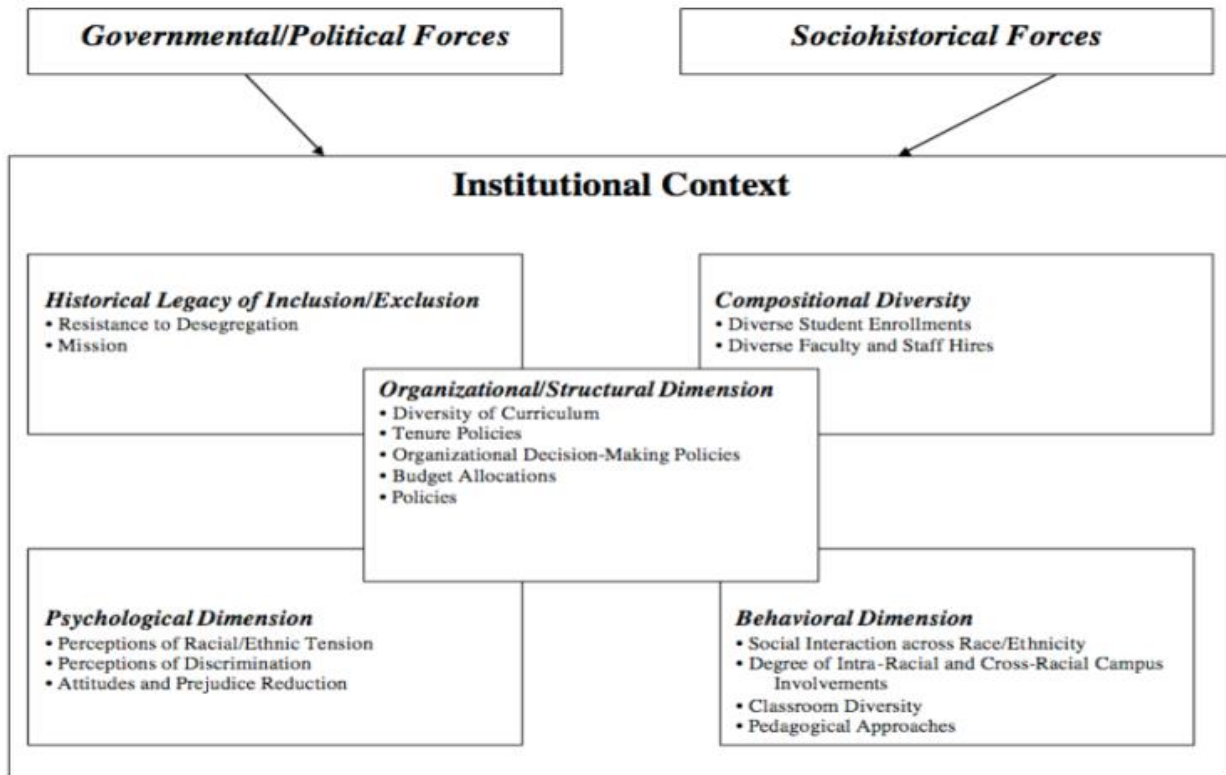 Governmental/Political Forces
Sociohistorical Forces
Institutional Context
Historical Legacy of Inclusion/Exclusion
• Resistance to Desegregation
• Mission
Compositional Diversity
• Diverse Student Enrollments
• Diverse Faculty and Staff Hires
Organizational/Structural Dimension
• Diversity of Curriculum
• Tenure Policies
• Organizational Decision-Making Policies
• Budget Allocations
• Policies
Psychological Dimension
• Perceptions of Racial/Ethnic Tension
• Perceptions of Discrimination
• Attitudes and Prejudice Reduction
Behavioral Dimension
• Social Interaction across Race/Ethnicity
• Degree of Intra-Racial and Cross-Racial Campus
Involvements
• Classroom Diversity
• Pedagogical Approaches